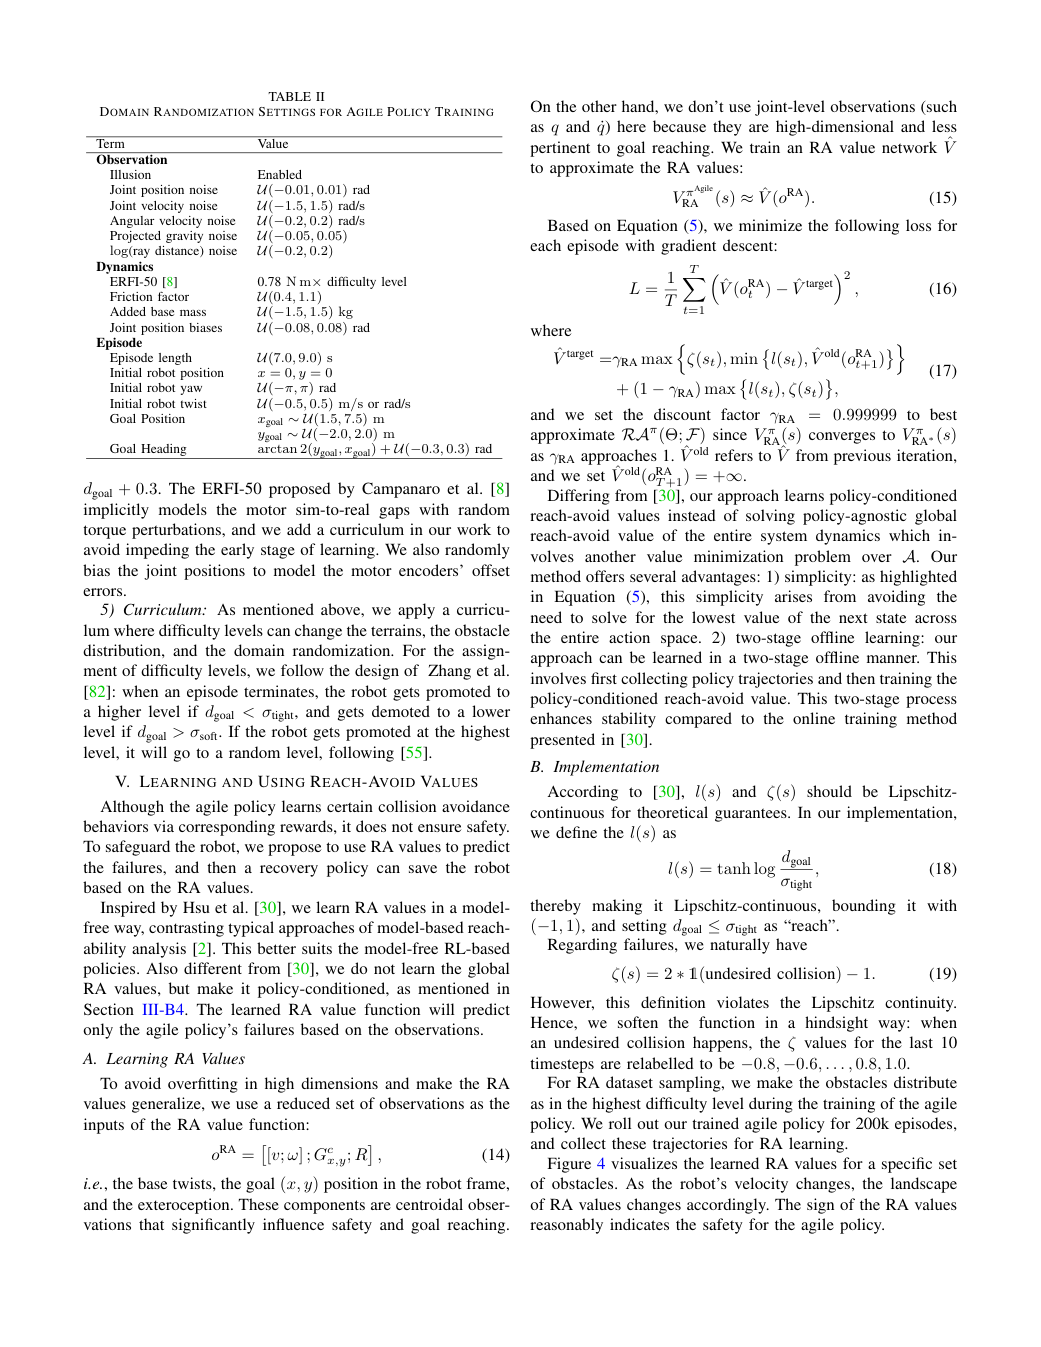 TABLE II
DOMAIN RANDOMIZATION SETTINGS FOR AGILE POLICY TRAINING
Term Value
Observation
Illusion Enabled
Joint position noise U(−0.01, 0.01) rad
Joint velocity noise U(−1.5, 1.5) rad/s
Angular velocity noise U(−0.2, 0.2) rad/s
Projected gravity noise U(−0.05, 0.05)
log(ray distance) noise U(−0.2, 0.2)
Dynamics
ERFI-50 [8] 0.78 N m× difficulty level
Friction factor U(0.4, 1.1)
Added base mass U(−1.5, 1.5) kg
Joint position biases U(−0.08, 0.08) rad
Episode
Episode length U(7.0, 9.0) s
Initial robot position x = 0, y = 0
Initial robot yaw U(−π, π) rad
Initial robot twist U(−0.5, 0.5) m/s or rad/s
Goal Position x_goal ∼ U(1.5, 7.5) m
y_goal ∼ U(−2.0, 2.0) m
Goal Heading arctan 2(y_goal, x_goal) + U(−0.3, 0.3) rad
d_goal + 0.3. The ERFI-50 proposed by Campanaro et al. [8]
implicitly models the motor sim-to-real gaps with random
torque perturbations, and we add a curriculum in our work to
avoid impeding the early stage of learning. We also randomly
bias the joint positions to model the motor encoders' offset
errors.
5) Curriculum: As mentioned above, we apply a curricu-
lum where difficulty levels can change the terrains, the obstacle
distribution, and the domain randomization. For the assign-
ment of difficulty levels, we follow the design of Zhang et al.
[82]: when an episode terminates, the robot gets promoted to
a higher level if d_goal < σ_tight, and gets demoted to a lower
level if d_goal > σ_soft. If the robot gets promoted at the highest
level, it will go to a random level, following [55].
V. LEARNING AND USING REACH-AVOID VALUES
Although the agile policy learns certain collision avoidance
behaviors via corresponding rewards, it does not ensure safety.
To safeguard the robot, we propose to use RA values to predict
the failures, and then a recovery policy can save the robot
based on the RA values.
Inspired by Hsu et al. [30], we learn RA values in a model-
free way, contrasting typical approaches of model-based reach-
ability analysis [2]. This better suits the model-free RL-based
policies. Also different from [30], we do not learn the global
RA values, but make it policy-conditioned, as mentioned in
Section III-B4. The learned RA value function will predict
only the agile policy's failures based on the observations.
A. Learning RA Values
To avoid overfitting in high dimensions and make the RA
values generalize, we use a reduced set of observations as the
inputs of the RA value function:
o^RA = [[v; ω]; G^c_{x,y}; R], (14)
i.e., the base twists, the goal (x, y) position in the robot frame,
and the exteroception. These components are centroidal obser-
vations that significantly influence safety and goal reaching.
On the other hand, we don't use joint-level observations (such
as q and q̇) here because they are high-dimensional and less
pertinent to goal reaching. We train an RA value network V̂
to approximate the RA values:
V^{π^Agile}_RA (s) ≈ V̂(o^RA). (15)
Based on Equation (5), we minimize the following loss for
each episode with gradient descent:
L = 1/T ∑_{t=1}^{T} (V̂(o^RA_t) − V̂^target)^2, (16)
where
V̂^target =γ_RA max {ζ(s_t), min {l(s_t), V̂^old(o^RA_{t+1})}}
+ (1 − γ_RA) max {l(s_t), ζ(s_t)}, (17)
and we set the discount factor γ_RA = 0.999999 to best
approximate RA^π(Θ; F) since V^π_RA(s) converges to V^π_{RA*}(s)
as γ_RA approaches 1. V̂^old refers to V̂ from previous iteration,
and we set V̂^old(o^RA_{T+1}) = +∞.
Differing from [30], our approach learns policy-conditioned
reach-avoid values instead of solving policy-agnostic global
reach-avoid value of the entire system dynamics which in-
volves another value minimization problem over A. Our
method offers several advantages: 1) simplicity: as highlighted
in Equation (5), this simplicity arises from avoiding the
need to solve for the lowest value of the next state across
the entire action space. 2) two-stage offline learning: our
approach can be learned in a two-stage offline manner. This
involves first collecting policy trajectories and then training the
policy-conditioned reach-avoid value. This two-stage process
enhances stability compared to the online training method
presented in [30].
B. Implementation
According to [30], l(s) and ζ(s) should be Lipschitz-
continuous for theoretical guarantees. In our implementation,
we define the l(s) as
l(s) = tanh log d_goal/σ_tight, (18)
thereby making it Lipschitz-continuous, bounding it with
(−1, 1), and setting d_goal ≤ σ_tight as “reach”.
Regarding failures, we naturally have
ζ(s) = 2 ∗ 𝟙(undesired collision) − 1. (19)
However, this definition violates the Lipschitz continuity.
Hence, we soften the function in a hindsight way: when
an undesired collision happens, the ζ values for the last 10
timesteps are relabelled to be −0.8, −0.6, . . . , 0.8, 1.0.
For RA dataset sampling, we make the obstacles distribute
as in the highest difficulty level during the training of the agile
policy. We roll out our trained agile policy for 200k episodes,
and collect these trajectories for RA learning.
Figure 4 visualizes the learned RA values for a specific set
of obstacles. As the robot's velocity changes, the landscape
of RA values changes accordingly. The sign of the RA values
reasonably indicates the safety for the agile policy.